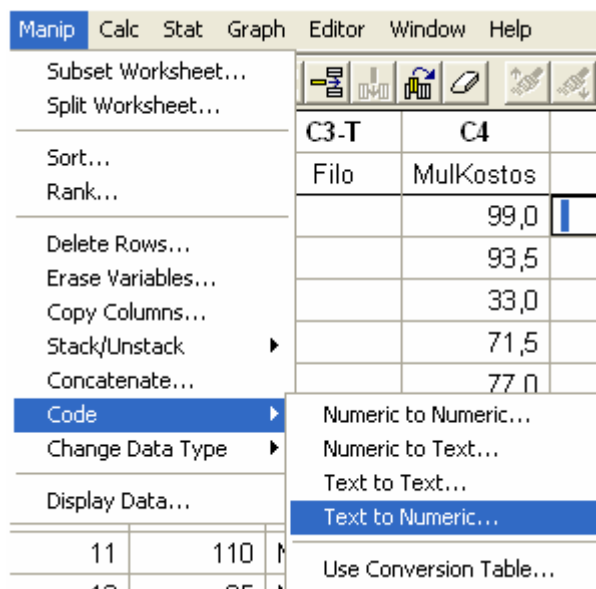 Manip Calc Stat Graph Editor Window Help
Subset Worksheet...
Split Worksheet...
C3-T C4
Sort...
Filo MulKostos
Rank...
99,0
Delete Rows...
93,5
Erase Variables...
Copy Columns...
33,0
Stack/Unstack
71,5
Concatenate...
77,0
Code
Numeric to Numeric...
Change Data Type
Numeric to Text...
Text to Text...
Display Data...
Text to Numeric...
11 110
Use Conversion Table...